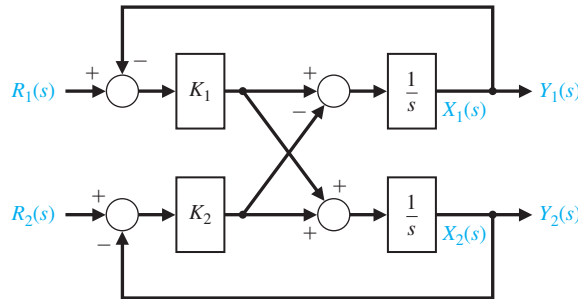 −
R₁(s) + K₁ + − 1/s X₁(s) Y₁(s)
R₂(s) + − K₂ + + 1/s X₂(s) Y₂(s)